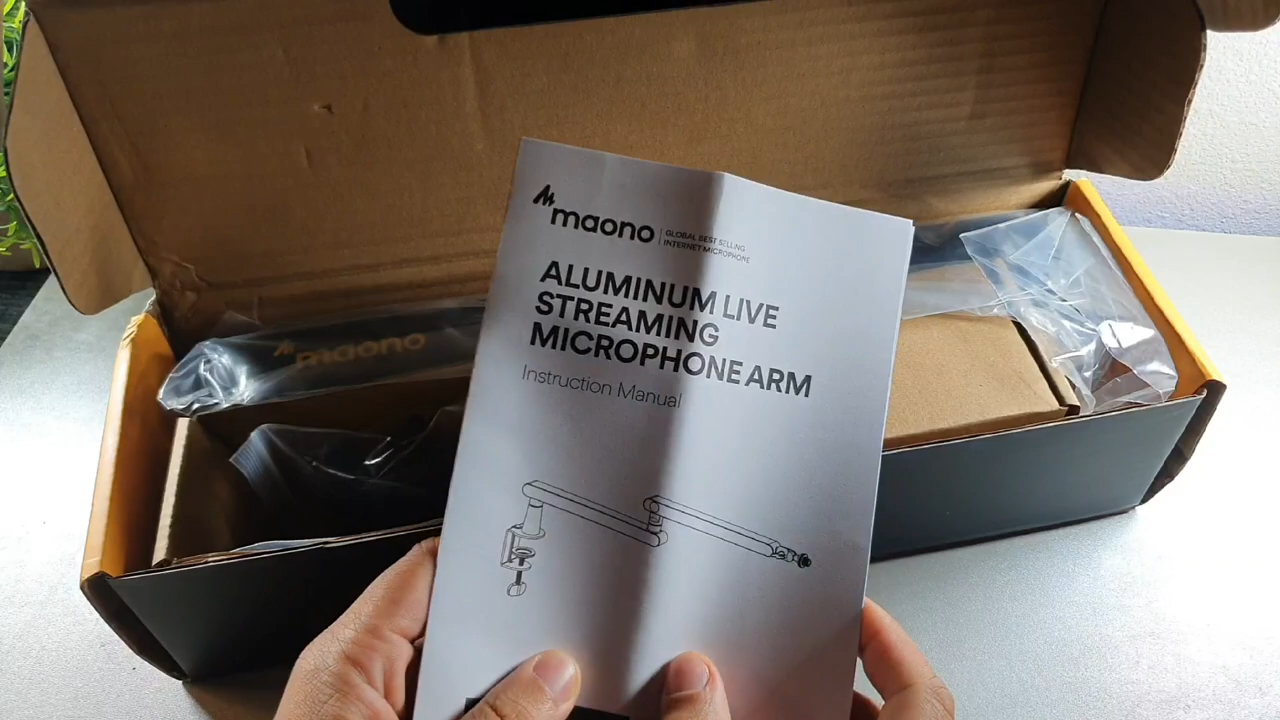 maono
GLOBAL BEST SELLING
INTERNET MICROPHONE
ALUMINUM LIVE
STREAMING
MICROPHONE ARM
Instruction Manual
maono